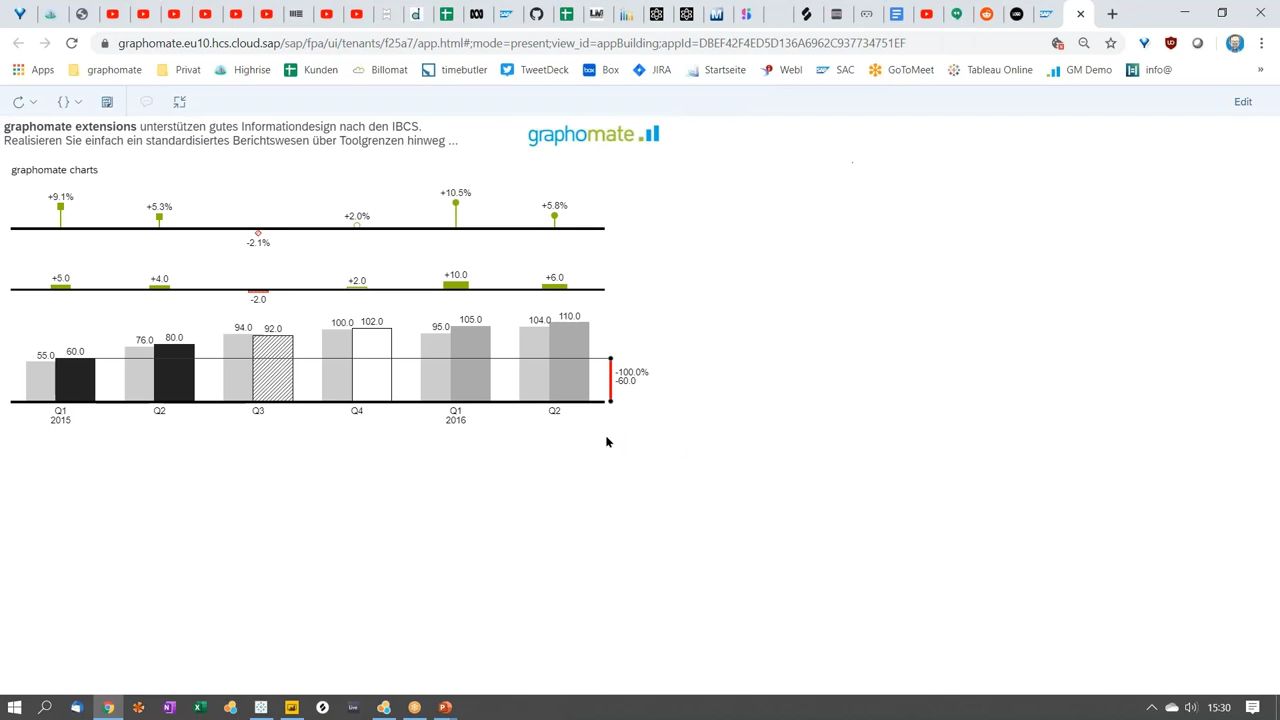 graphomate.eu10.hcs.cloud.sap/sap/fpa/ui/tenants/f25a7/app.html#mode=present;view_id=appBuilding;appId=DBEF42F4ED5D136A6962C937734751EF
Apps graphomate Privat Highrise Kunden Billomat timebutler TweetDeck Box JIRA Startseite Webl SAC GoToMeet Tableau Online GM Demo info@ »
Edit
graphomate extensions unterstützen gutes Informationdesign nach den IBCS.
Realisieren Sie einfach ein standardisiertes Berichtswesen über Toolgrenzen hinweg ...
graphomate
graphomate charts
+9.1% +5.3% -2.1% +2.0% +10.5% +5.8%
+5.0 +4.0 -2.0 +2.0 +10.0 +6.0
55.0 60.0 76.0 80.0 94.0 92.0 100.0 102.0 95.0 105.0 104.0 110.0
-100.0%
-60.0
Q1 Q2 Q3 Q4 Q1 Q2
2015 2016
15:30